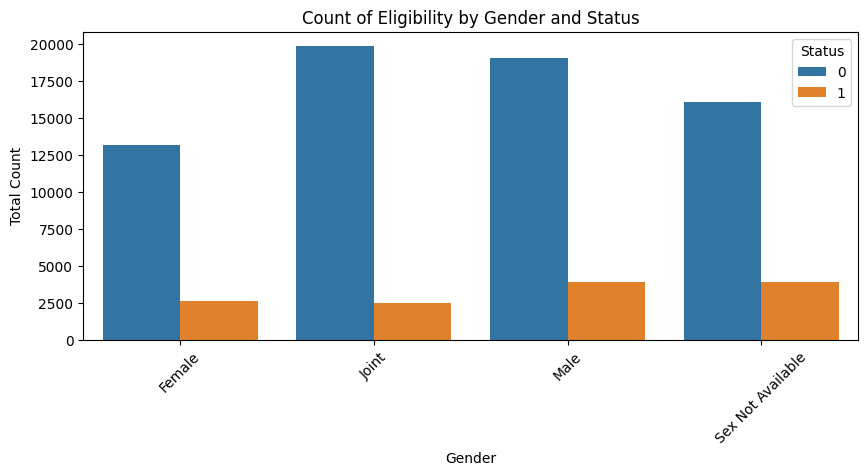 Count of Eligibility by Gender and Status
Total Count
20000
17500
15000
12500
10000
7500
5000
2500
0
Status
0
1
Female
Joint
Male
Sex Not Available
Gender